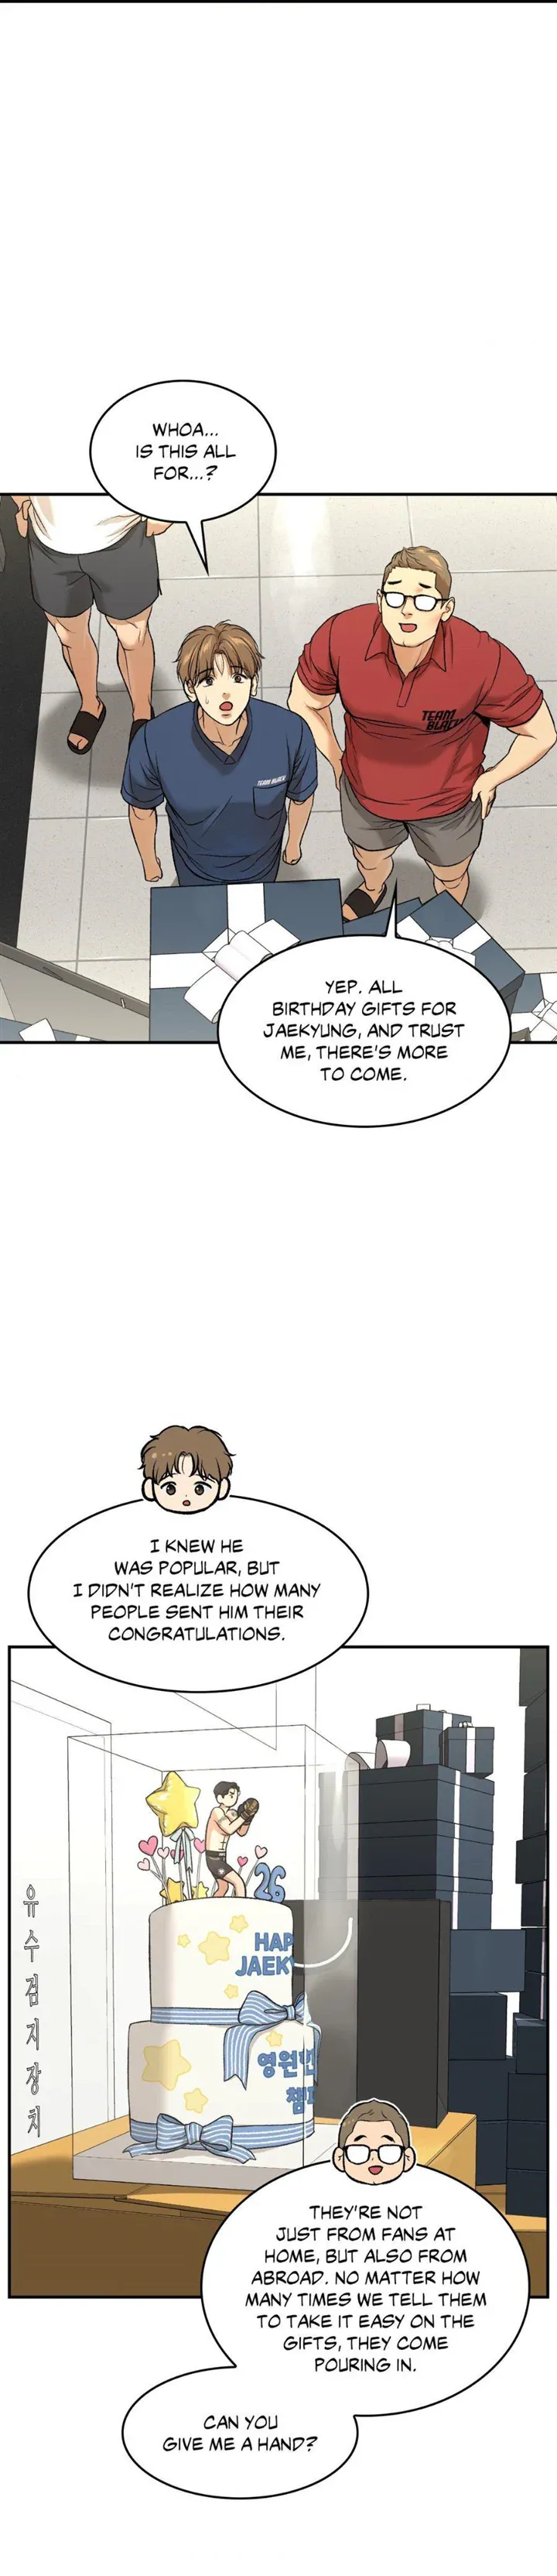 WHOA...
IS THIS ALL
FOR...?
TEAM
BLACK
TEAM BLACK
YEP. ALL
BIRTHDAY GIFTS FOR
JAEKYUNG, AND TRUST
ME, THERE'S MORE
TO COME.
I KNEW HE
WAS POPULAR, BUT
I DIDN'T REALIZE HOW MANY
PEOPLE SENT HIM THEIR
CONGRATULATIONS.
26
HAP
JAEKY
영원한
챔피
유
수
검
지
장
치
THEY'RE NOT
JUST FROM FANS AT
HOME, BUT ALSO FROM
ABROAD. NO MATTER HOW
MANY TIMES WE TELL THEM
TO TAKE IT EASY ON THE
GIFTS, THEY COME
POURING IN.
CAN YOU
GIVE ME A HAND?